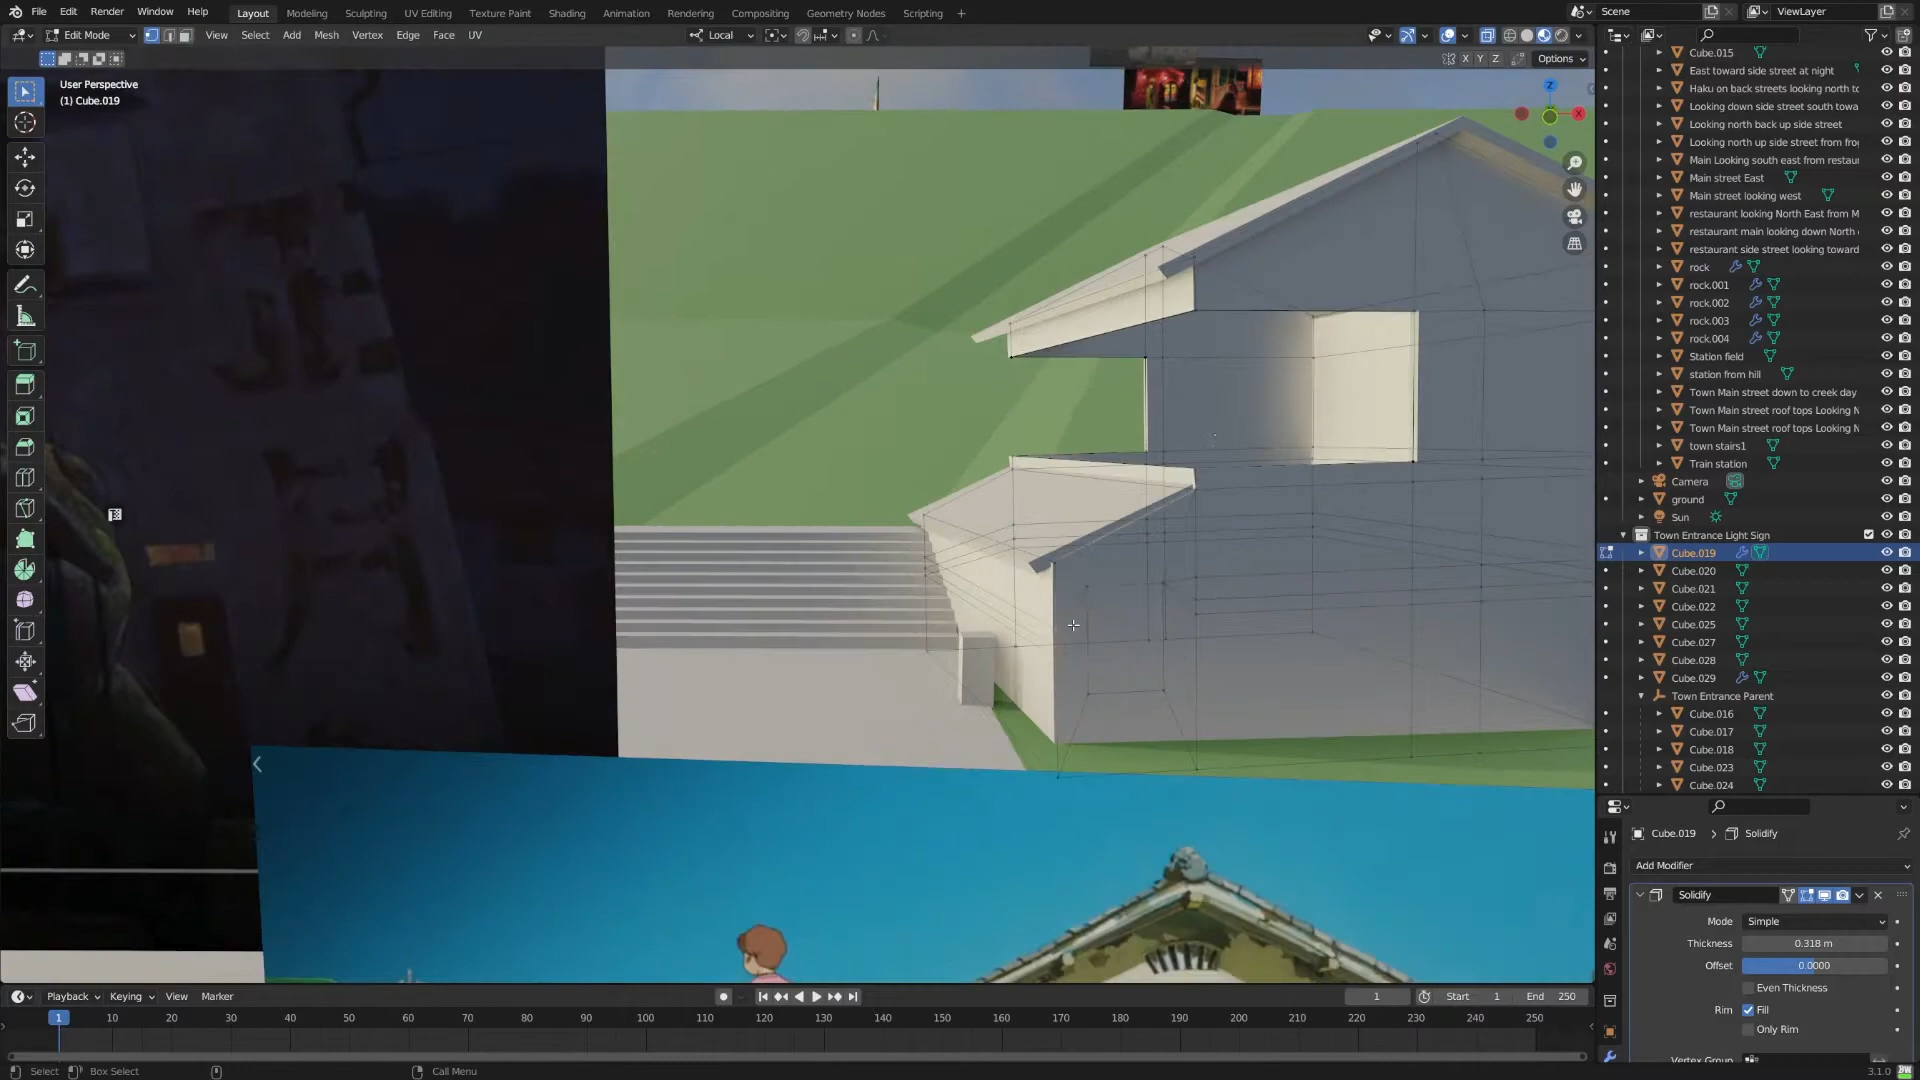 File Edit Render Window Help Layout Modeling Sculpting UV Editing Texture Paint Shading Animation Rendering Compositing Geometry Nodes Scripting + Scene ViewLayer
Edit Mode View Select Add Mesh Vertex Edge Face UV Local
X Y Z Options
User Perspective
(1) Cube.019
Z
X
Cube.015
East toward side street at night
Haku on back streets looking north to
Looking down side street south towa
Looking north back up side street
Looking north up side street from frog
Main Looking south east from restaur
Main street East
Main street looking west
restaurant looking North East from M
restaurant main looking down North
restaurant side street looking toward
rock
rock.001
rock.002
rock.003
rock.004
Station field
station from hill
Town Main street down to creek day
Town Main street roof tops Looking N
Town Main street roof tops Looking N
town stairs1
Train station
Camera
ground
Sun
Town Entrance Light Sign
Cube.019
Cube.020
Cube.021
Cube.022
Cube.025
Cube.027
Cube.028
Cube.029
Town Entrance Parent
Cube.016
Cube.017
Cube.018
Cube.023
Cube.024
Cube.019 > Solidify
Add Modifier
Solidify
Mode Simple
Thickness 0.318 m
Offset 0.0000
Even Thickness
Rim Fill
Only Rim
Vertex Group
Playback Keying View Marker 1 Start 1 End 250
1 10 20 30 40 50 60 70 80 90 100 110 120 130 140 150 160 170 180 190 200 210 220 230 240 250
Select Box Select Call Menu 3.1.0